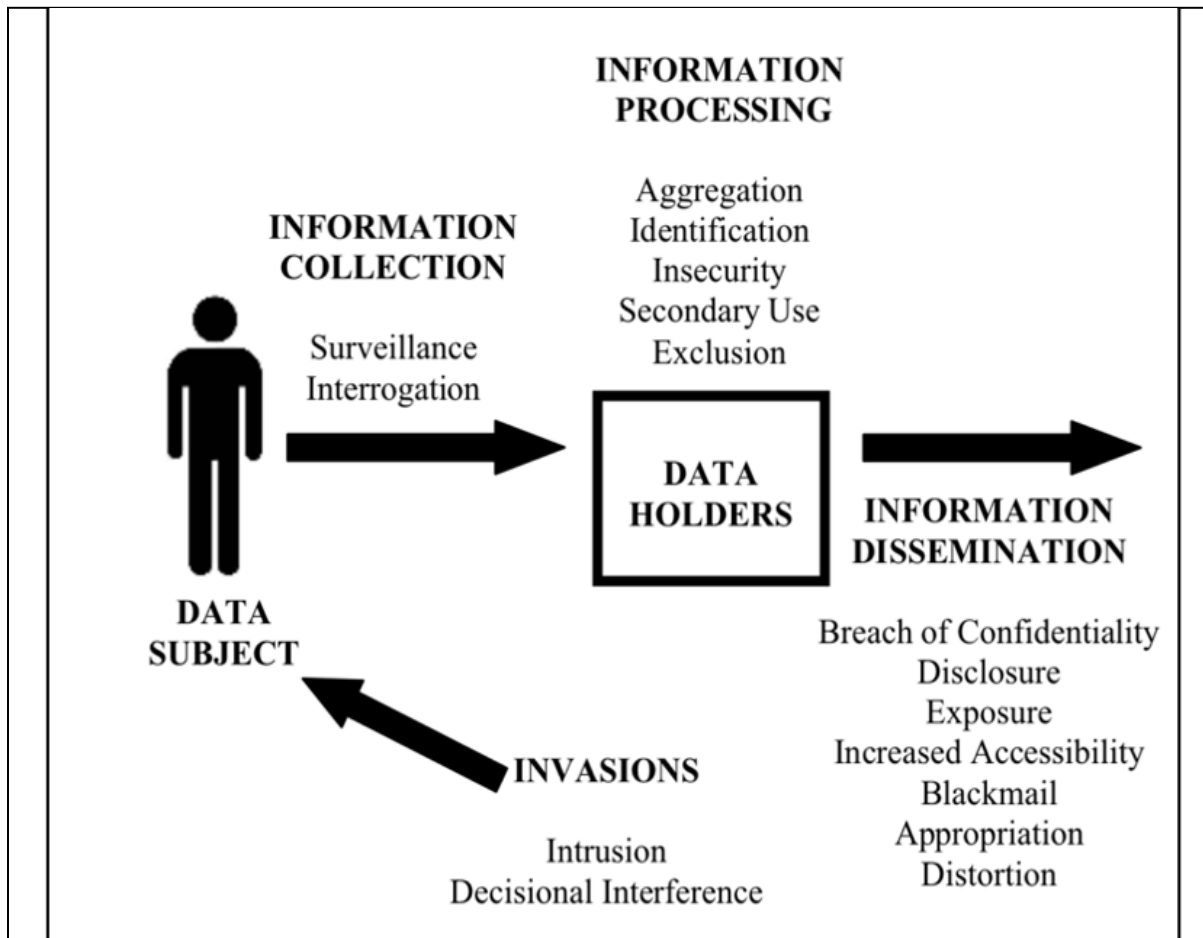 INFORMATION
PROCESSING
Aggregation
Identification
Insecurity
Secondary Use
Exclusion
INFORMATION
COLLECTION
Surveillance
Interrogation
DATA
HOLDERS
INFORMATION
DISSEMINATION
Breach of Confidentiality
Disclosure
Exposure
Increased Accessibility
Blackmail
Appropriation
Distortion
DATA
SUBJECT
INVASIONS
Intrusion
Decisional Interference